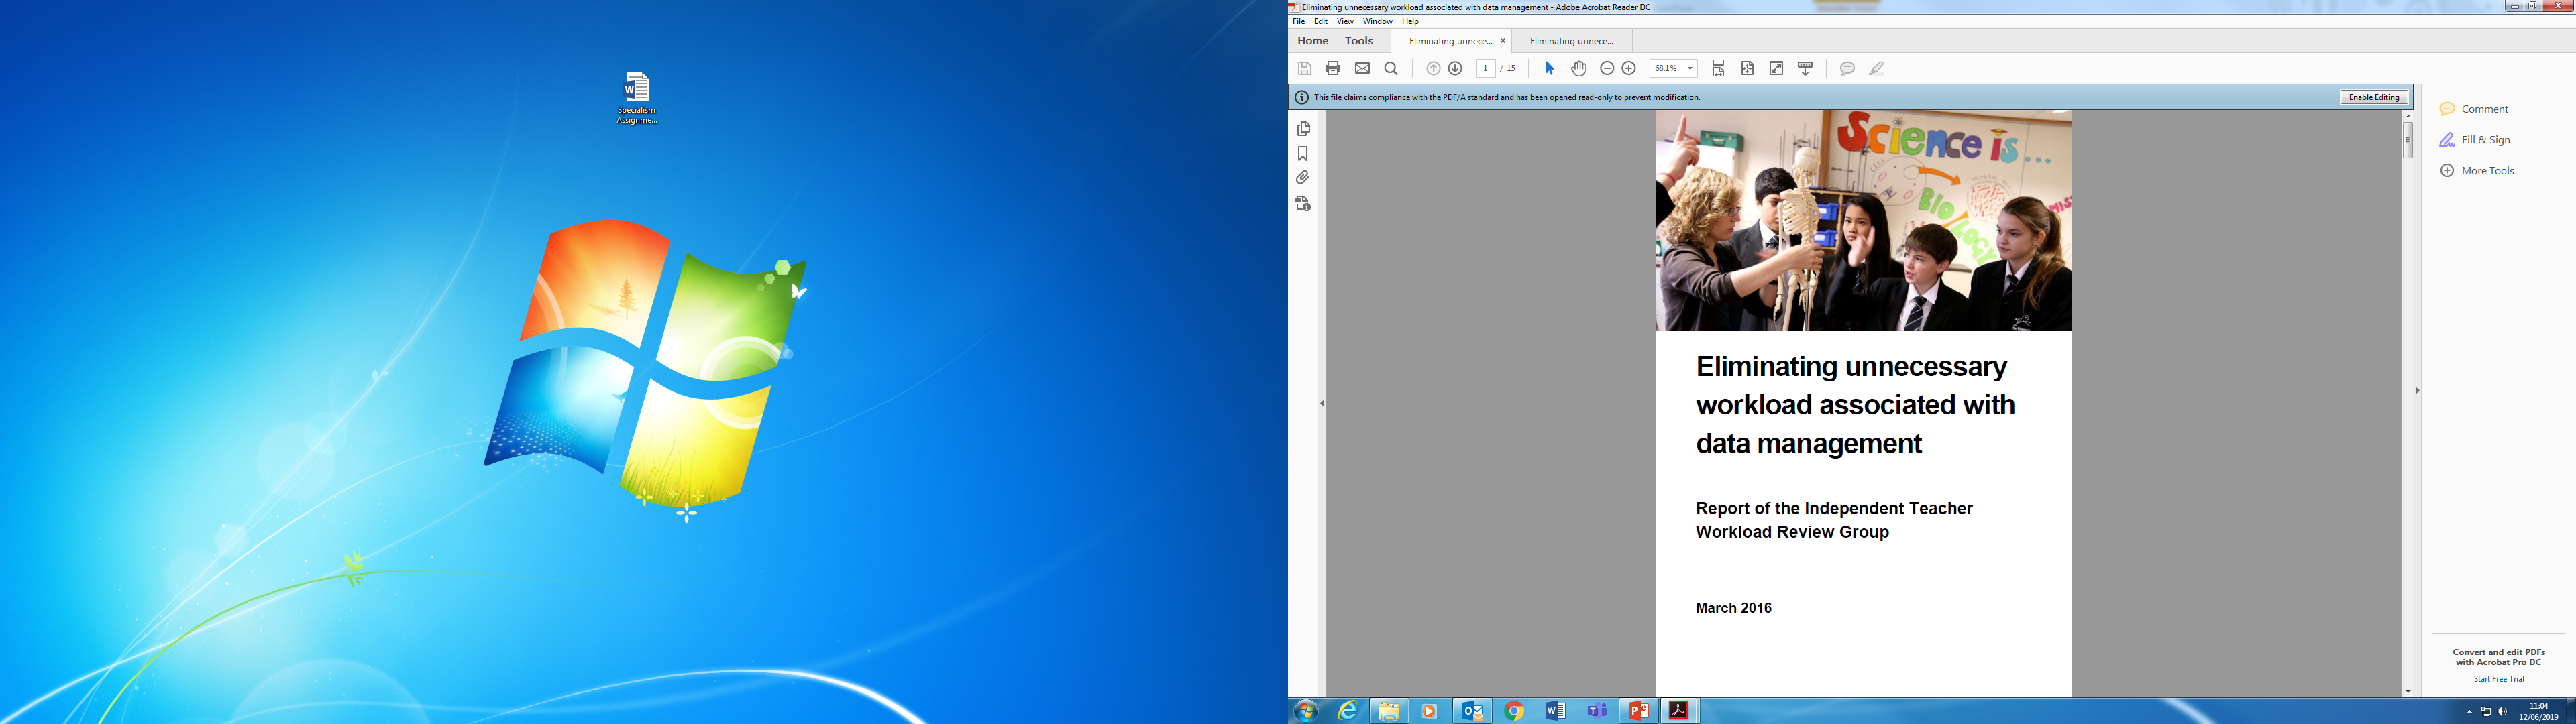 Specialism
Assignme...
Eliminating unnecessary workload associated with data management - Adobe Acrobat Reader DC
File Edit View Window Help
Home Tools Eliminating unnece... × Eliminating unnece...
1 / 15 68.1%
This file claims compliance with the PDF/A standard and has been opened read-only to prevent modification. Enable Editing
Comment
Fill & Sign
More Tools
Science is...
Biology
Eliminating unnecessary
workload associated with
data management
Report of the Independent Teacher
Workload Review Group
March 2016
Convert and edit PDFs
with Acrobat Pro DC
Start Free Trial
11:04
12/06/2019